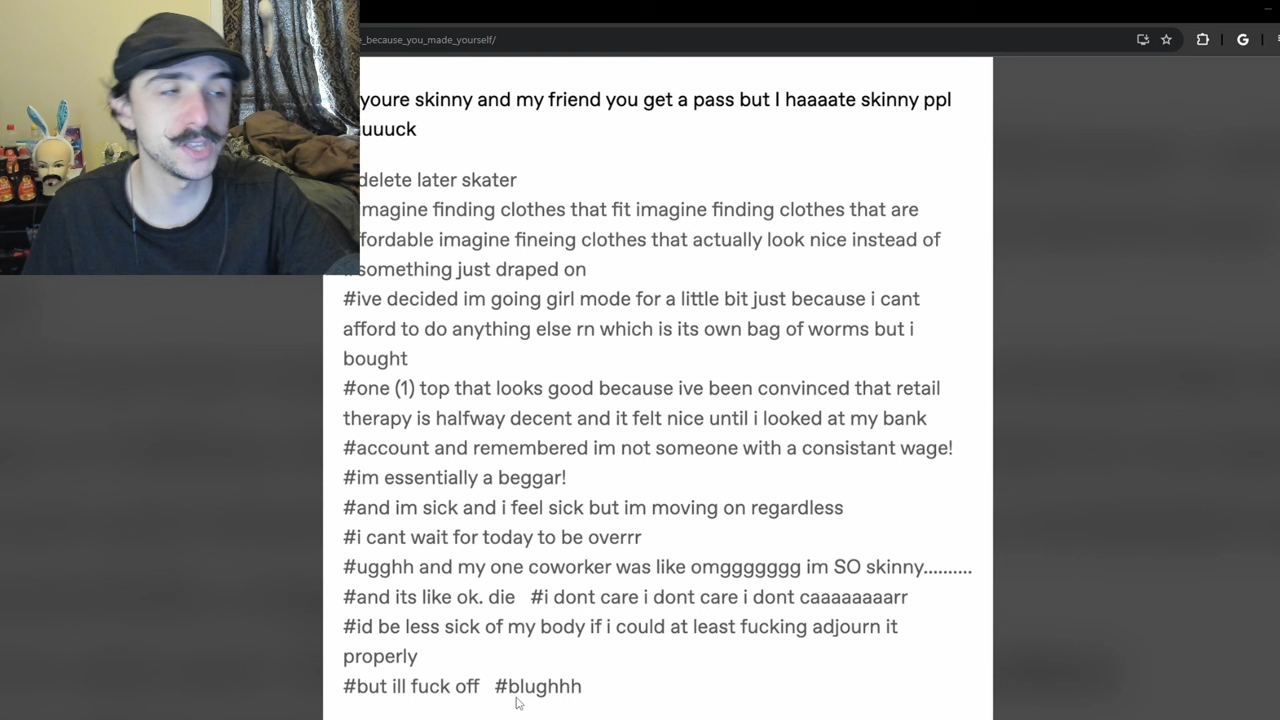 e_because_you_made_yourself/
youre skinny and my friend you get a pass but I haaaate skinny ppl
uuuck
delete later skater
magine finding clothes that fit imagine finding clothes that are
fordable imagine fineing clothes that actually look nice instead of
#something just draped on
#ive decided im going girl mode for a little bit just because i cant
afford to do anything else rn which is its own bag of worms but i
bought
#one (1) top that looks good because ive been convinced that retail
therapy is halfway decent and it felt nice until i looked at my bank
#account and remembered im not someone with a consistant wage!
#im essentially a beggar!
#and im sick and i feel sick but im moving on regardless
#i cant wait for today to be overrr
#ugghh and my one coworker was like omggggggg im SO skinny..........
#and its like ok. die #i dont care i dont care i dont caaaaaaaarr
#id be less sick of my body if i could at least fucking adjourn it
properly
#but ill fuck off #blughhh